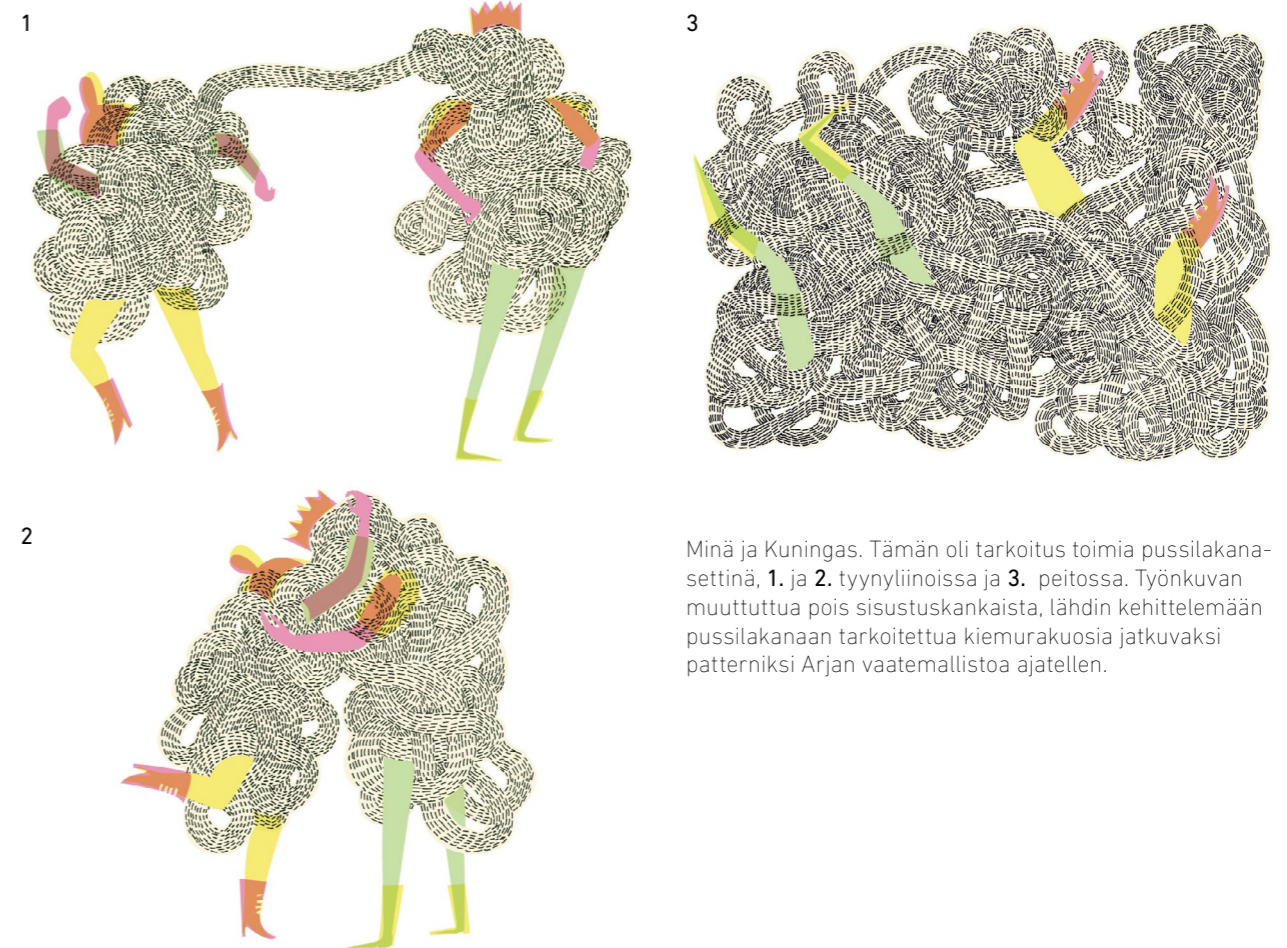 1
3
2
Minä ja Kuningas. Tämän oli tarkoitus toimia pussilakana-
settinä, 1. ja 2. tyynyliinoissa ja 3. peitossa. Työnkuvan
muututtua pois sisustuskankaista, lähdin kehittelemään
pussilakanaan tarkoitettua kiemurakuosia jatkuvaksi
patterniksi Arjan vaatemallistoa ajatellen.